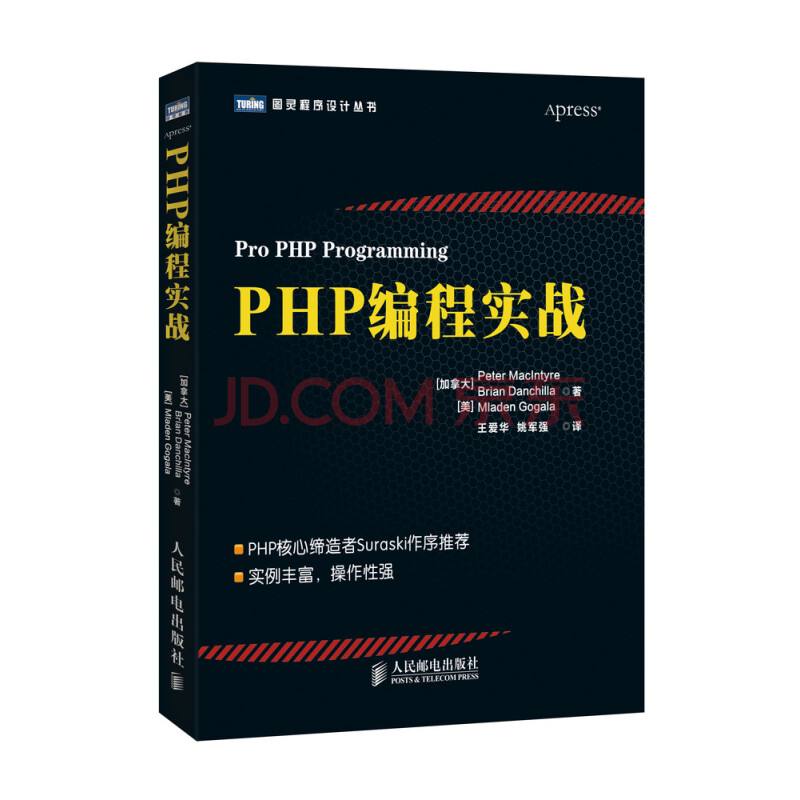 TURING 图灵程序设计丛书
Apress®
Pro PHP Programming
PHP编程实战
[加拿大] Peter MacIntyre
Brian Danchilla
[美] Mladen Gogala
著
王爱华 姚军强 译
JD.COM 京东
PHP核心缔造者Suraski作序推荐
实例丰富，操作性强
人民邮电出版社
POSTS & TELECOM PRESS
TURING
Apress®
PHP编程实战
[加拿大] Peter MacIntyre
Brian Danchilla
[美] Mladen Gogala
著
人民邮电出版社